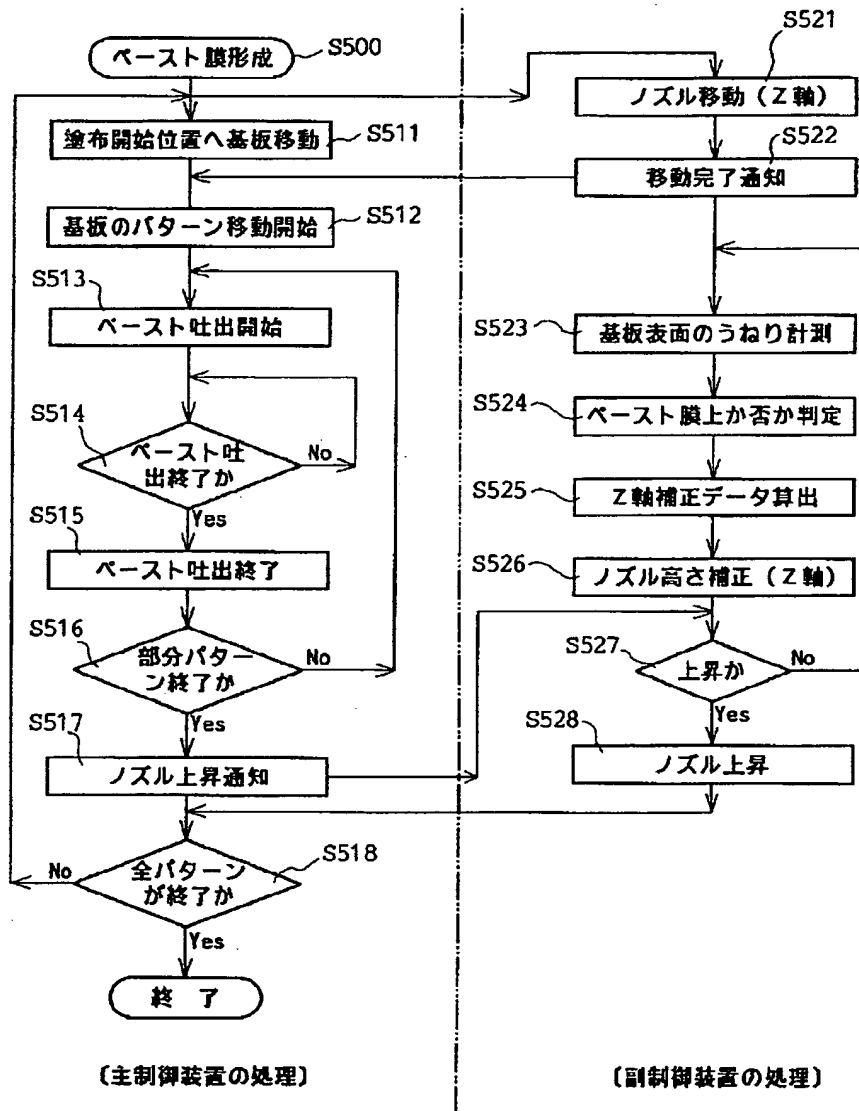 ペースト膜形成
S500
塗布開始位置へ基板移動
S511
基板のパターン移動開始
S512
S513
ペースト吐出開始
S514
ペースト吐
出終了か
No
Yes
S515
ペースト吐出終了
S516
部分パター
ン終了か
No
Yes
S517
ノズル上昇通知
全パターン
が終了か
S518
No
Yes
終 了
〔主制御装置の処理〕
S521
ノズル移動(Z軸)
S522
移動完了通知
S523
基板表面のうねり計測
S524
ペースト膜上か否か判定
S525
Z軸補正データ算出
S526
ノズル高さ補正(Z軸)
S527
上昇か
No
Yes
S528
ノズル上昇
〔副制御装置の処理〕